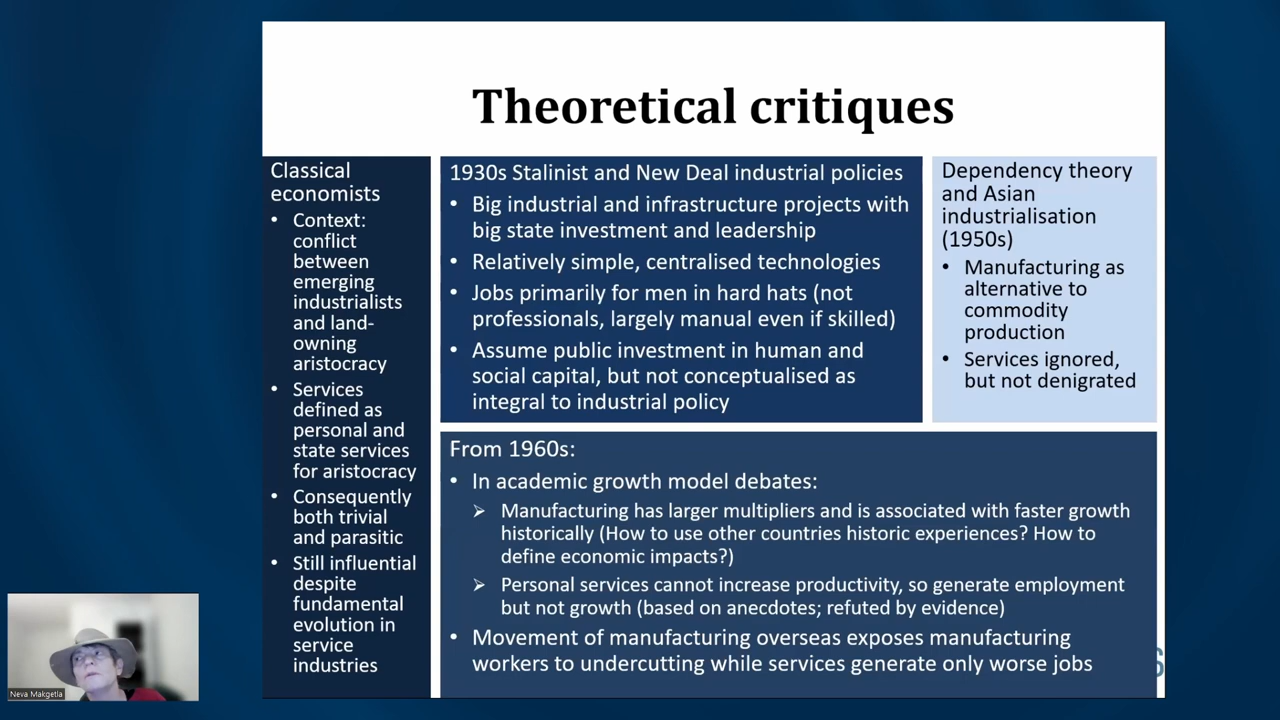 Theoretical critiques
Classical
economists
• Context:
conflict
between
emerging
industrialists
and land-
owning
aristocracy
• Services
defined as
personal and
state services
for aristocracy
• Consequently
both trivial
and parasitic
• Still influential
despite
fundamental
evolution in
service
industries
1930s Stalinist and New Deal industrial policies
• Big industrial and infrastructure projects with
big state investment and leadership
• Relatively simple, centralised technologies
• Jobs primarily for men in hard hats (not
professionals, largely manual even if skilled)
• Assume public investment in human and
social capital, but not conceptualised as
integral to industrial policy
Dependency theory
and Asian
industrialisation
(1950s)
• Manufacturing as
alternative to
commodity
production
• Services ignored,
but not denigrated
From 1960s:
• In academic growth model debates:
➢ Manufacturing has larger multipliers and is associated with faster growth
historically (How to use other countries historic experiences? How to
define economic impacts?)
➢ Personal services cannot increase productivity, so generate employment
but not growth (based on anecdotes; refuted by evidence)
• Movement of manufacturing overseas exposes manufacturing
workers to undercutting while services generate only worse jobs
Neva Makgetla